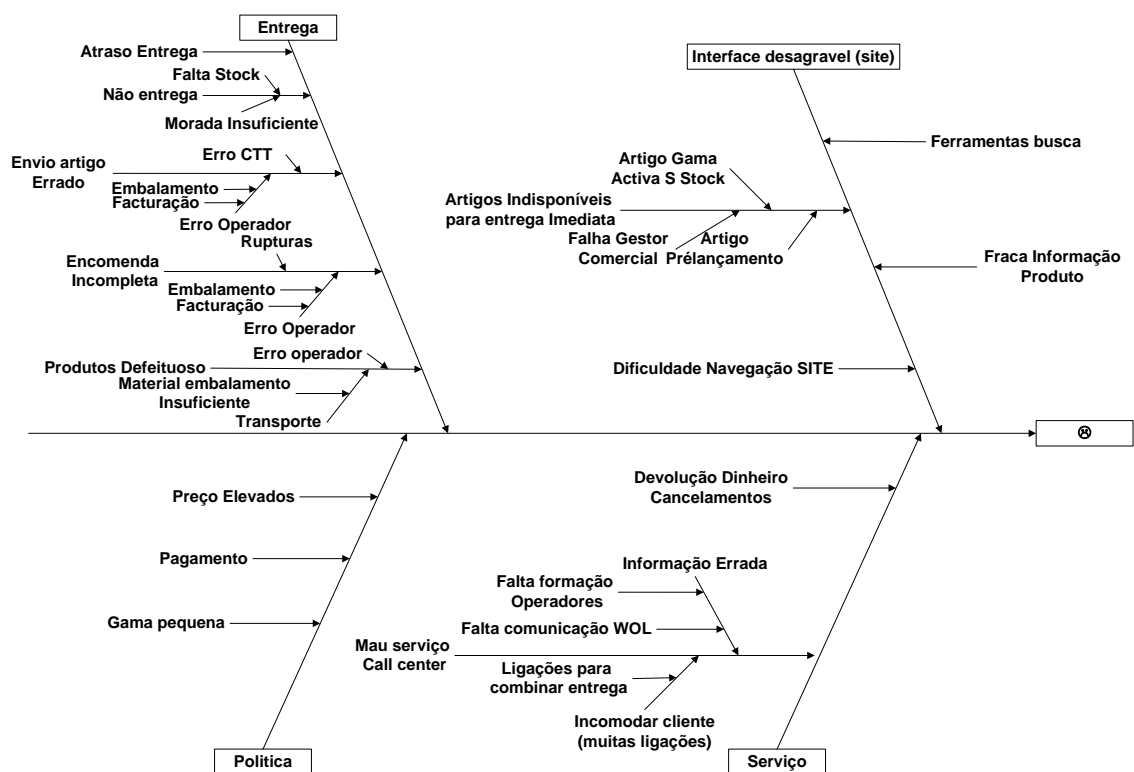 Entrega
Atraso Entrega
Falta Stock
Não entrega
Morada Insuficiente
Erro CTT
Envio artigo
Errado
Embalamento
Facturação
Erro Operador
Rupturas
Encomenda
Incompleta
Embalamento
Facturação
Erro Operador
Erro operador
Produtos Defeituoso
Material embalamento
Insuficiente
Transporte
Interface desagravel (site)
Ferramentas busca
Artigo Gama
Activa S Stock
Artigos Indisponíveis
para entrega Imediata
Falha Gestor
Comercial
Artigo
Prélançamento
Fraca Informação
Produto
Dificuldade Navegação SITE
Preço Elevados
Pagamento
Gama pequena
Politica
Devolução Dinheiro
Cancelamentos
Informação Errada
Falta formação
Operadores
Falta comunicação WOL
Mau serviço
Call center
Ligações para
combinar entrega
Incomodar cliente
(muitas ligações)
Serviço